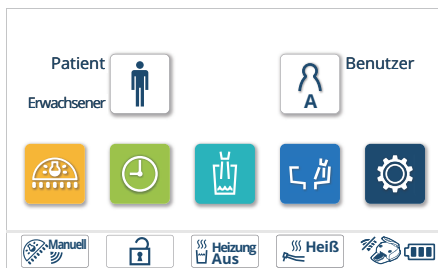 Patient
Benutzer
Erwachsener
A
Manuell
Heizung
Aus
Heiß